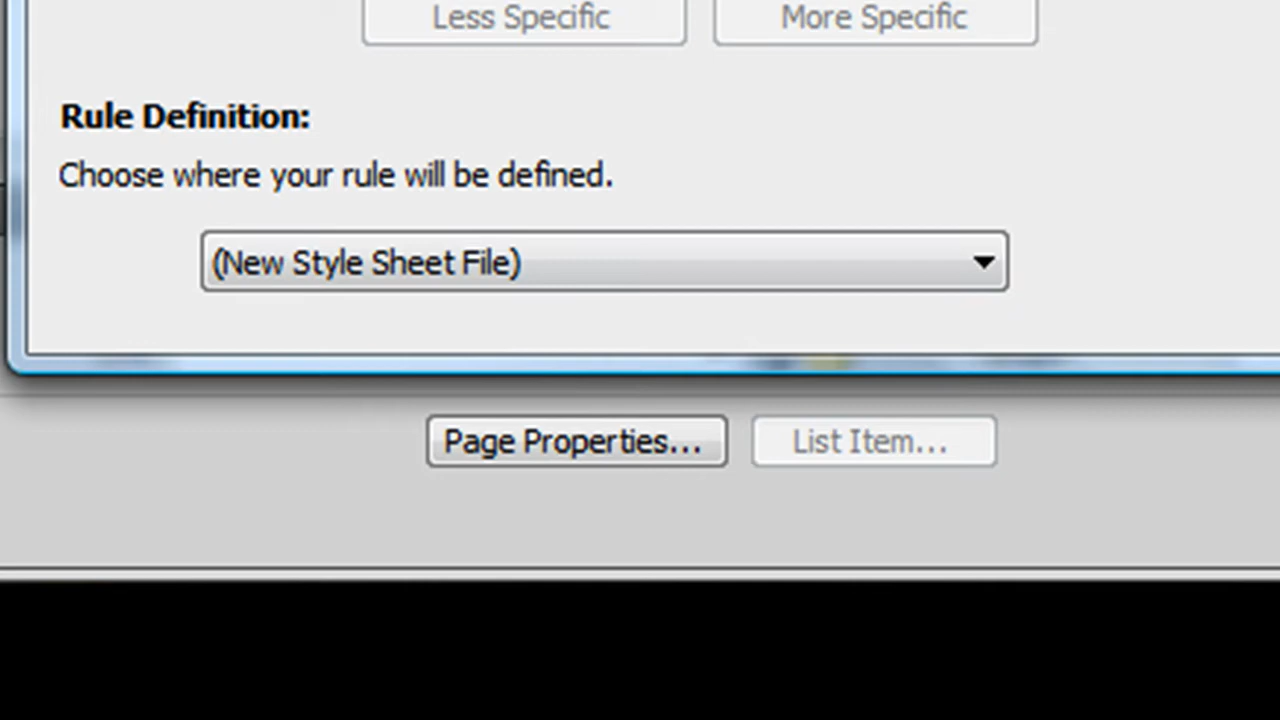 Less Specific More Specific
Rule Definition:
Choose where your rule will be defined.
(New Style Sheet File)
Page Properties... List Item...